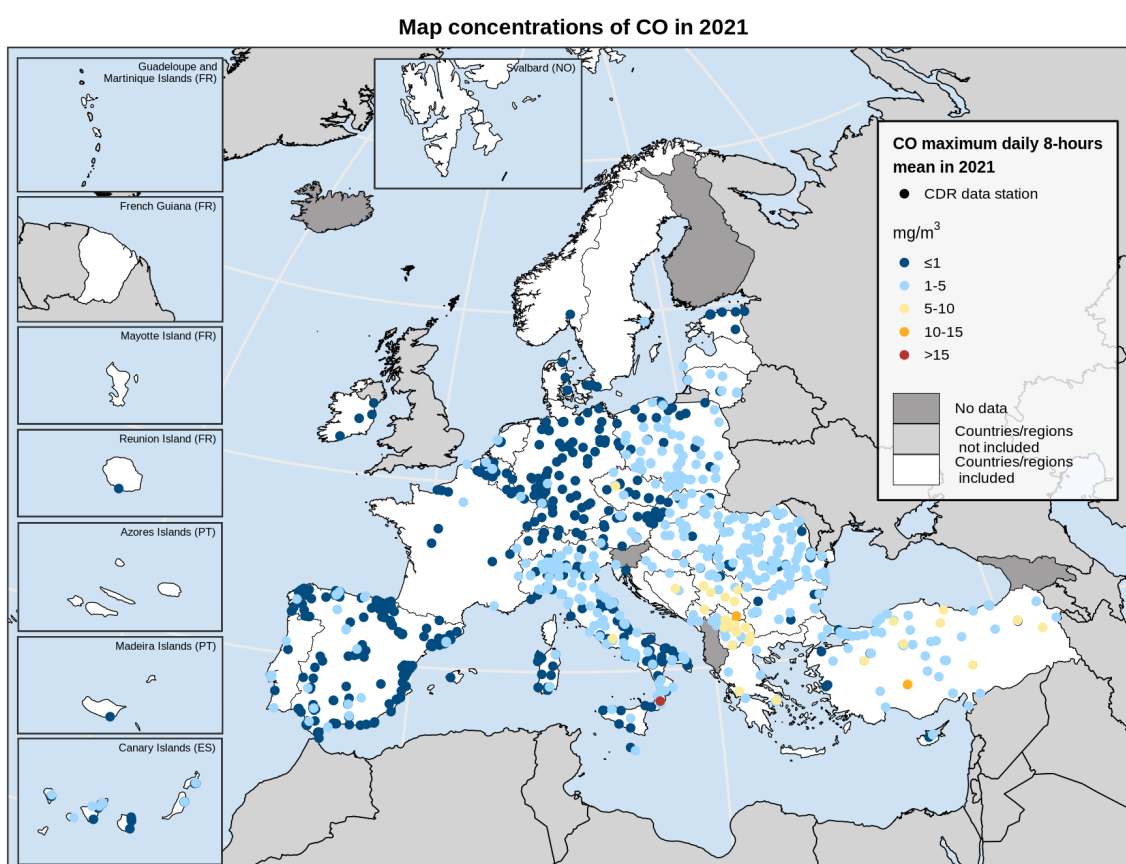 Map concentrations of CO in 2021
Guadeloupe and
Martinique Islands (FR)
Svalbard (NO)
French Guiana (FR)
Mayotte Island (FR)
Reunion Island (FR)
Azores Islands (PT)
Madeira Islands (PT)
Canary Islands (ES)
CO maximum daily 8-hours
mean in 2021
CDR data station
mg/m³
≤1
1-5
5-10
10-15
>15
No data
Countries/regions
not included
Countries/regions
included